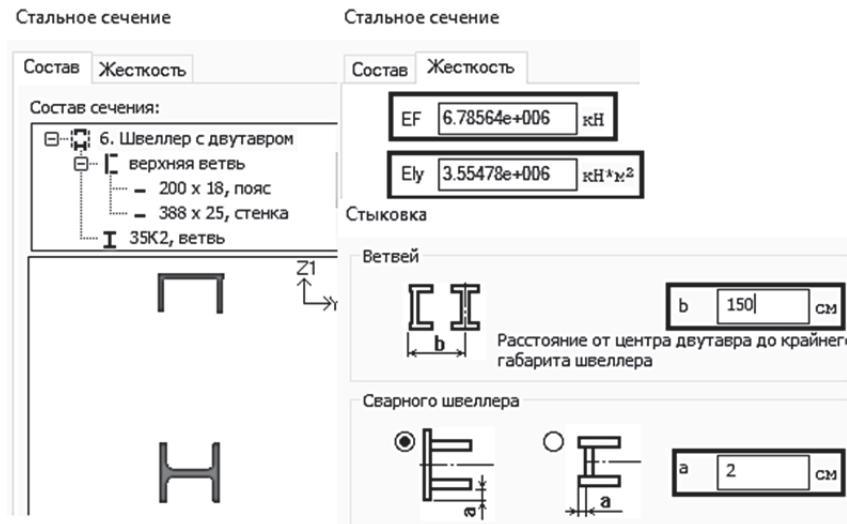 Стальное сечение
Состав Жесткость
Состав сечения:
6. Швеллер с двутавром
верхняя ветвь
200 x 18, пояс
388 x 25, стенка
35К2, ветвь
Z1
Y
Стальное сечение
Состав Жесткость
EF 6.78564e+006 кН
EIy 3.55478e+006 кН*м²
Стыковка
Ветвей
b
b 150 см
Расстояние от центра двутавра до крайнего
габарита швеллера
Сварного швеллера
a
a
a 2 см